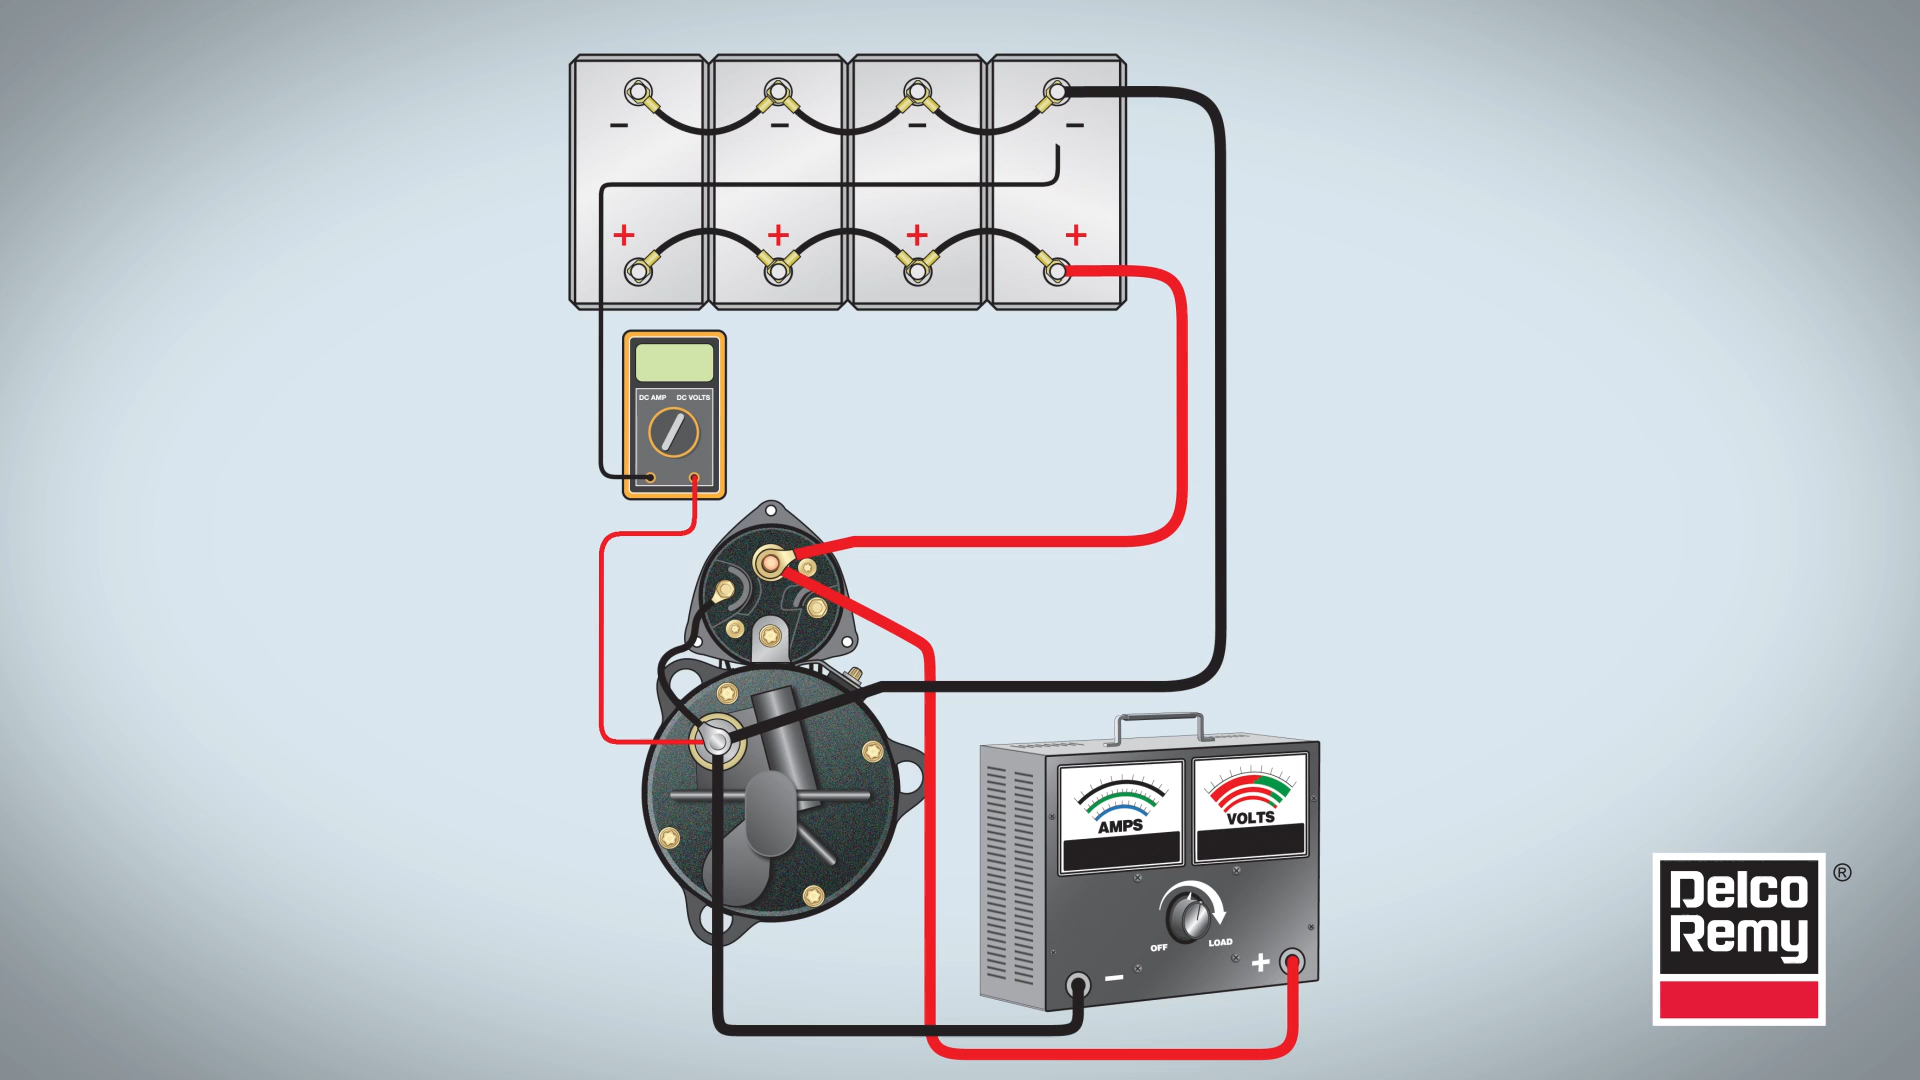 − − − −
+ + + +
DC AMP DC VOLTS
AMPS VOLTS
OFF LOAD
− +
Delco
Remy
®